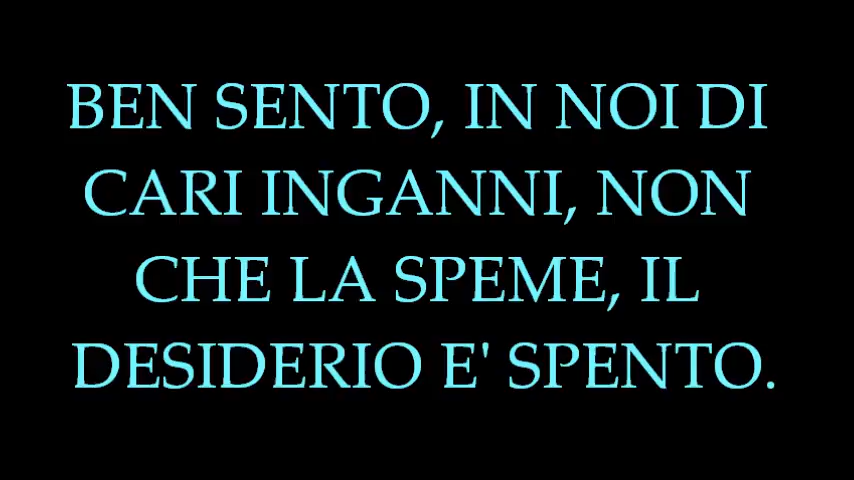 BEN SENTO, IN NOI DI
CARI INGANNI, NON
CHE LA SPEME, IL
DESIDERIO E' SPENTO.